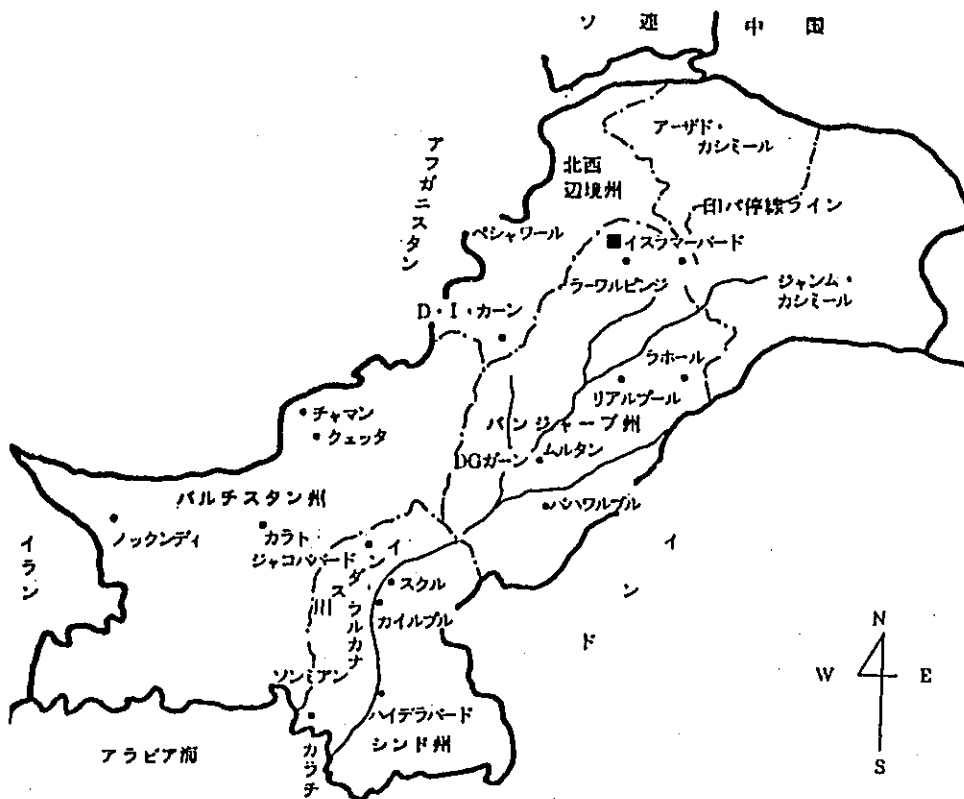 ソ連
中国
アーザド・
カシミール
アフガニスタン
北西
辺境州
印パ停線ライン
ペシャワール
イスラマーバード
ラーワルピンジ
ジャンム・
カシミール
D・I・カーン
ラホール
リアルプール
チャマン
クェッタ
パンジャーブ州
DGガーン
ムルタン
バルチスタン州
バハワルプル
ノックンディ
カラト
ジャコババード
イラン
インダス川
スクル
ラルカナ
カイルプル
インド
N
W
E
S
ソンミアン
ハイデラバード
シンド州
アラビア海
カラチ